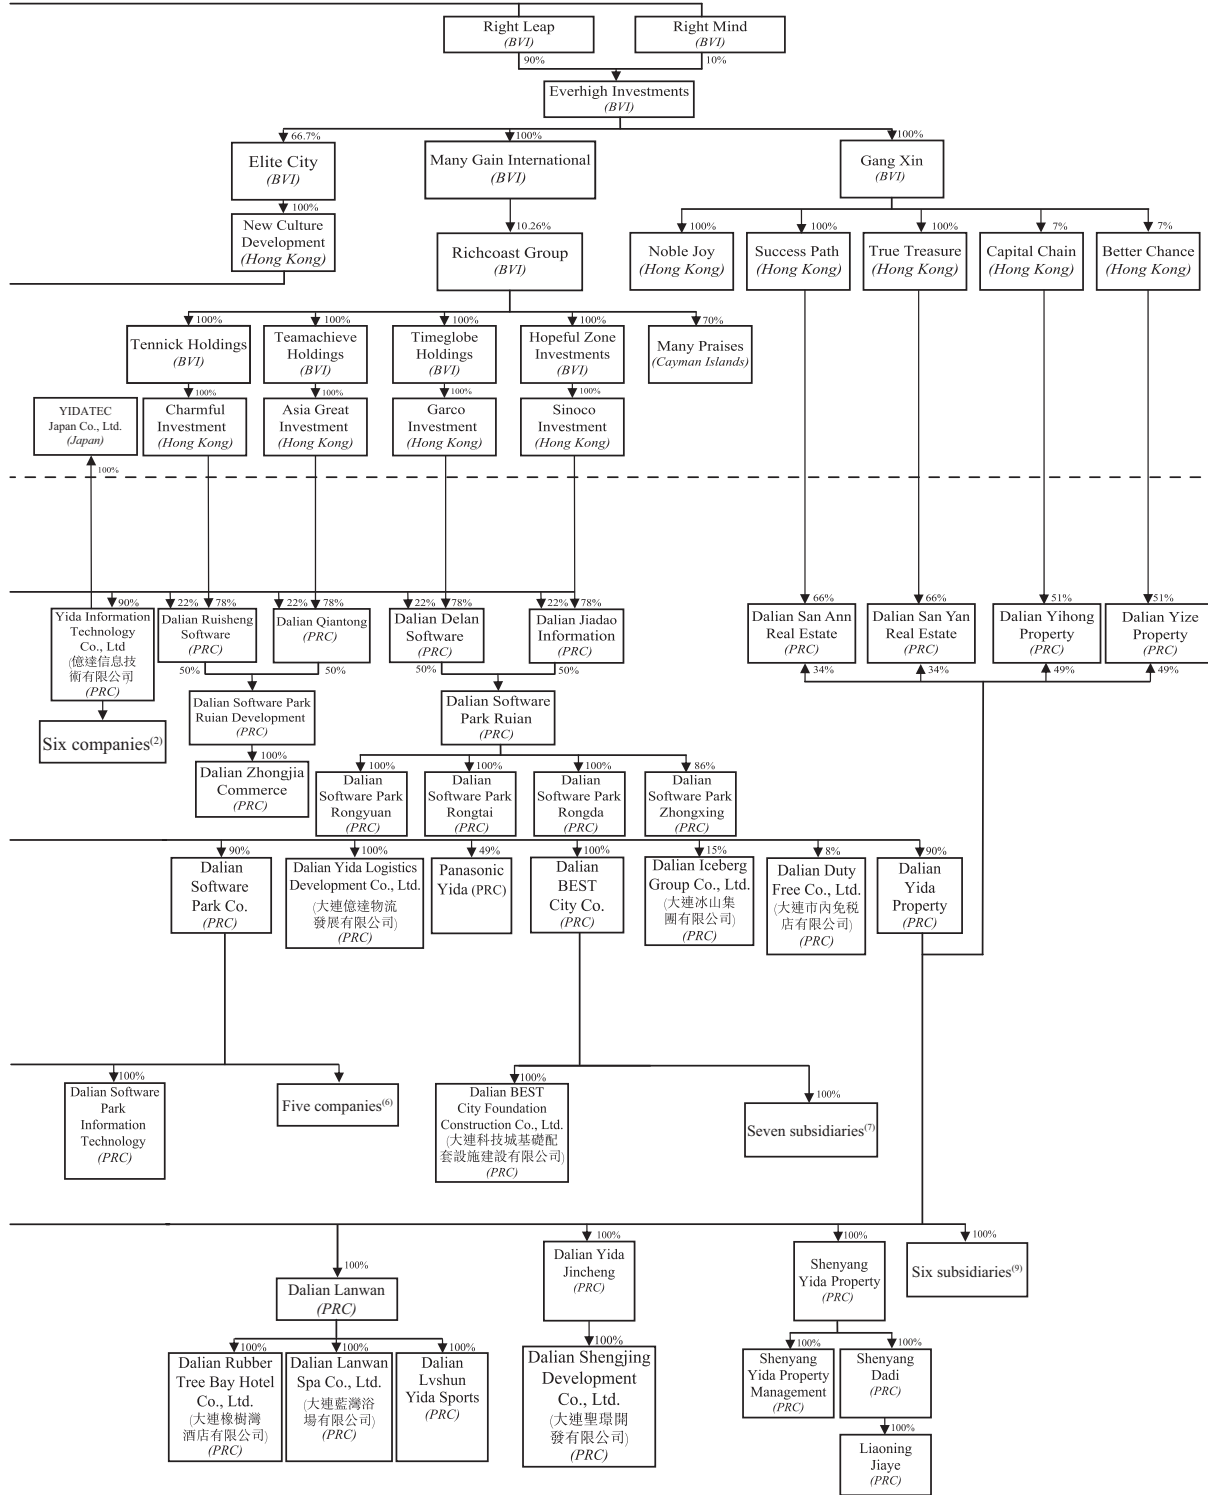 Right Leap
(BVI)
Right Mind
(BVI)
90%
10%
Everhigh Investments
(BVI)
66.7%
100%
100%
Elite City
(BVI)
Many Gain International
(BVI)
Gang Xin
(BVI)
100%
10.26%
100%
100%
100%
7%
7%
New Culture
Development
(Hong Kong)
Richcoast Group
(BVI)
Noble Joy
(Hong Kong)
Success Path
(Hong Kong)
True Treasure
(Hong Kong)
Capital Chain
(Hong Kong)
Better Chance
(Hong Kong)
100%
100%
100%
100%
70%
Tennick Holdings
(BVI)
Teamachieve
Holdings
(BVI)
Timeglobe
Holdings
(BVI)
Hopeful Zone
Investments
(BVI)
Many Praises
(Cayman Islands)
100%
100%
100%
100%
YIDATEC
Japan Co., Ltd.
(Japan)
Charmful
Investment
(Hong Kong)
Asia Great
Investment
(Hong Kong)
Garco
Investment
(Hong Kong)
Sinoco
Investment
(Hong Kong)
100%
90%
22%
78%
22%
78%
22%
78%
22%
78%
66%
66%
51%
51%
Yida Information
Technology
Co., Ltd
(億達信息技
術有限公司
(PRC)
Dalian Ruisheng
Software
(PRC)
Dalian Qiantong
(PRC)
Dalian Delan
Software
(PRC)
Dalian Jiadao
Information
(PRC)
Dalian San Ann
Real Estate
(PRC)
Dalian San Yan
Real Estate
(PRC)
Dalian Yihong
Property
(PRC)
Dalian Yize
Property
(PRC)
50%
50%
50%
50%
34%
34%
49%
49%
Dalian Software Park
Ruian Development
(PRC)
Dalian Software
Park Ruian
(PRC)
Six companies(2)
100%
Dalian Zhongjia
Commerce
(PRC)
100%
100%
100%
86%
Dalian
Software Park
Rongyuan
(PRC)
Dalian
Software Park
Rongtai
(PRC)
Dalian
Software Park
Rongda
(PRC)
Dalian
Software Park
Zhongxing
(PRC)
90%
100%
49%
100%
15%
8%
90%
Dalian
Software
Park Co.
(PRC)
Dalian Yida Logistics
Development Co., Ltd.
(大連億達物流
發展有限公司)
(PRC)
Panasonic
Yida (PRC)
Dalian
BEST
City Co.
(PRC)
Dalian Iceberg
Group Co., Ltd.
(大連冰山集
團有限公司)
(PRC)
Dalian Duty
Free Co., Ltd.
(大連市內免稅
店有限公司)
(PRC)
Dalian
Yida
Property
(PRC)
100%
100%
100%
Dalian Software
Park
Information
Technology
(PRC)
Five companies(6)
Dalian BEST
City Foundation
Construction Co., Ltd.
(大連科技城基礎配
套設施建設有限公司)
(PRC)
Seven subsidiaries(7)
100%
100%
100%
100%
Dalian Lanwan
(PRC)
Dalian Yida
Jincheng
(PRC)
Shenyang
Yida Property
(PRC)
Six subsidiaries(9)
100%
100%
100%
100%
100%
100%
Dalian Rubber
Tree Bay Hotel
Co., Ltd.
(大連橡樹灣
酒店有限公司)
(PRC)
Dalian Lanwan
Spa Co., Ltd.
(大連藍灣浴
場有限公司)
(PRC)
Dalian
Lvshun
Yida Sports
(PRC)
Dalian Shengjing
Development
Co., Ltd.
(大連聖璟開
發有限公司)
(PRC)
Shenyang
Yida Property
Management
(PRC)
Shenyang
Dadi
(PRC)
100%
Liaoning
Jiaye
(PRC)